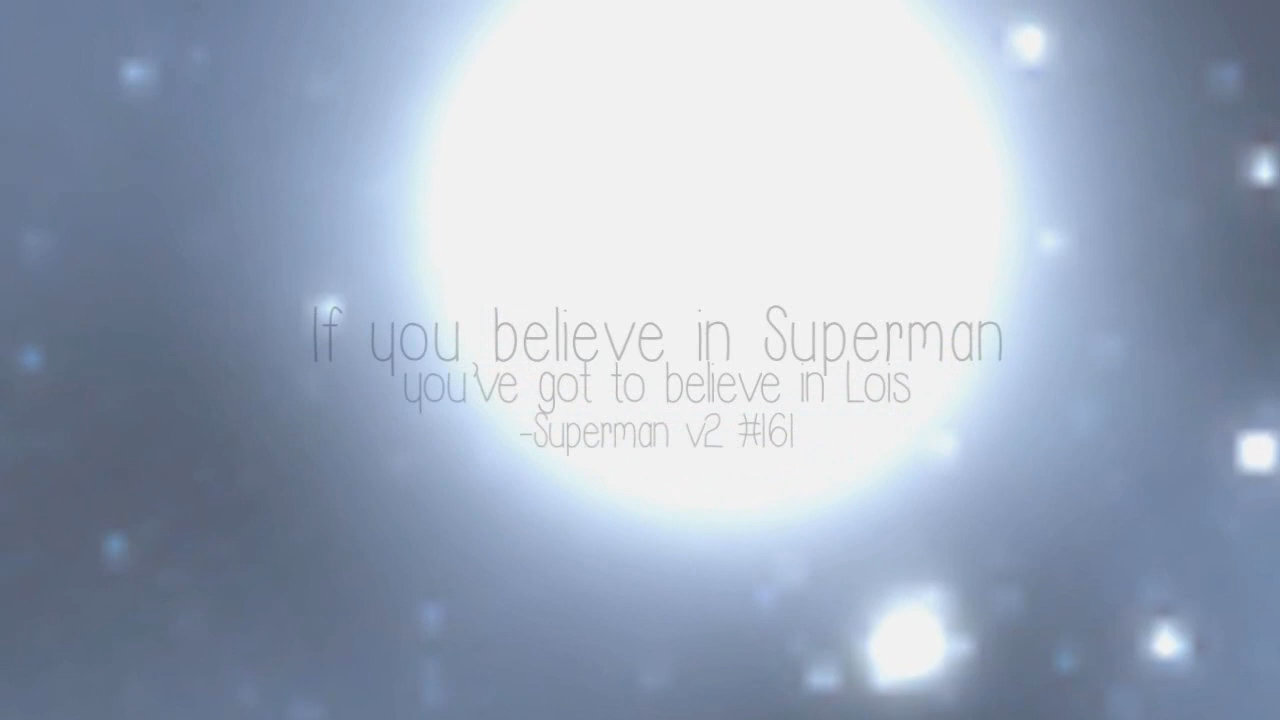 If you believe in Superman
you've got to believe in Lois
-Superman v2 #161